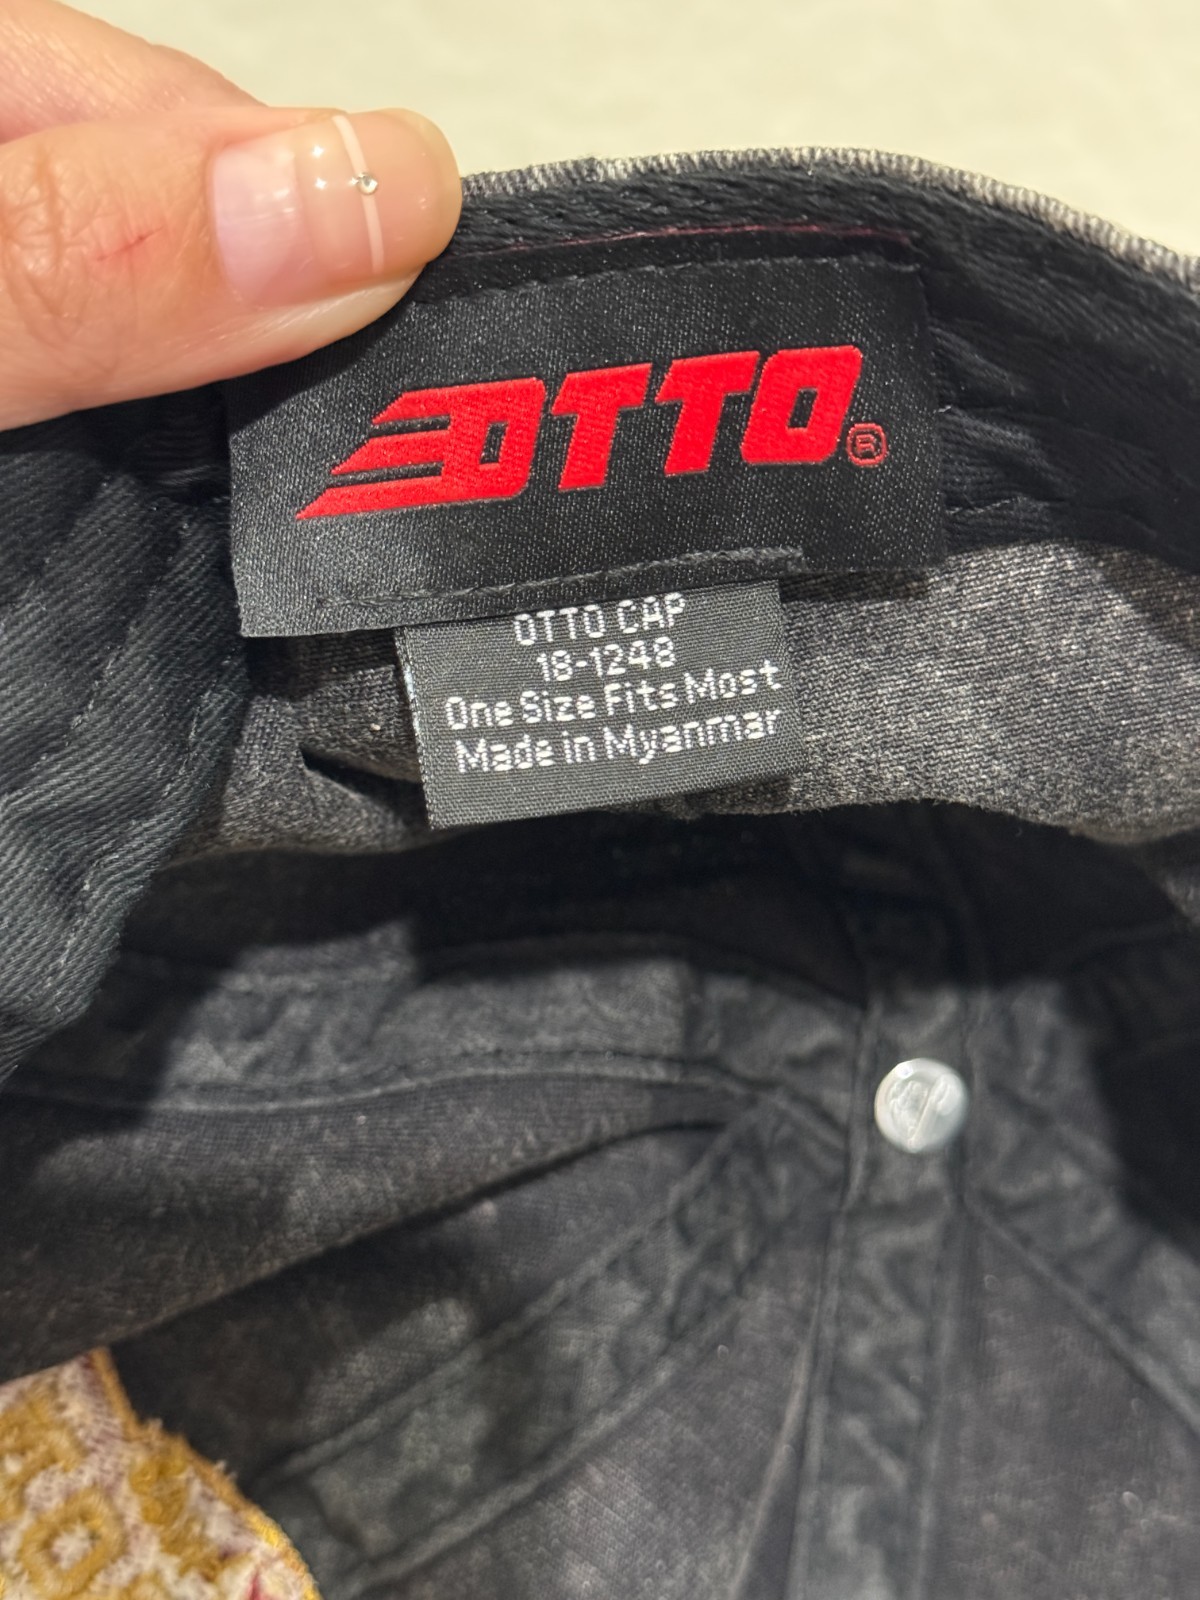 OTTO®
OTTO CAP
18-1248
One Size Fits Most
Made in Myanmar